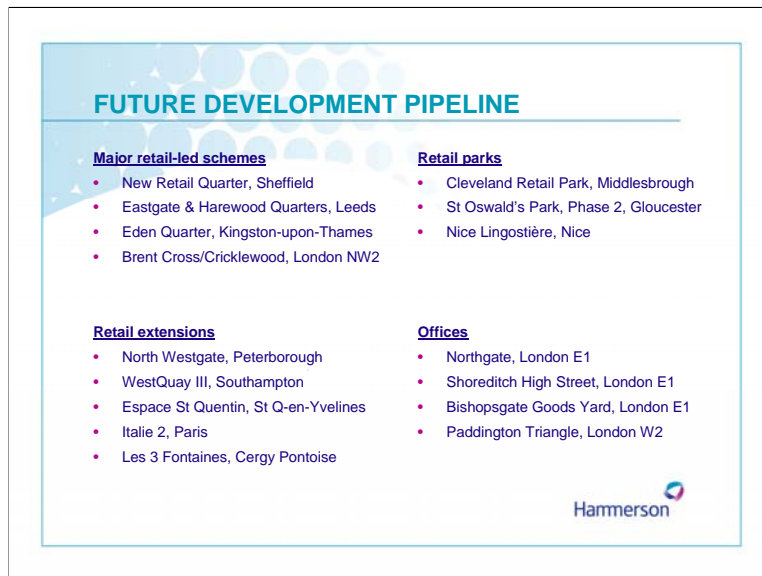 FUTURE DEVELOPMENT PIPELINE
Major retail-led schemes
• New Retail Quarter, Sheffield
• Eastgate & Harewood Quarters, Leeds
• Eden Quarter, Kingston-upon-Thames
• Brent Cross/Cricklewood, London NW2
Retail parks
• Cleveland Retail Park, Middlesbrough
• St Oswald's Park, Phase 2, Gloucester
• Nice Lingostière, Nice
Retail extensions
• North Westgate, Peterborough
• WestQuay III, Southampton
• Espace St Quentin, St Q-en-Yvelines
• Italie 2, Paris
• Les 3 Fontaines, Cergy Pontoise
Offices
• Northgate, London E1
• Shoreditch High Street, London E1
• Bishopsgate Goods Yard, London E1
• Paddington Triangle, London W2
Hammerson